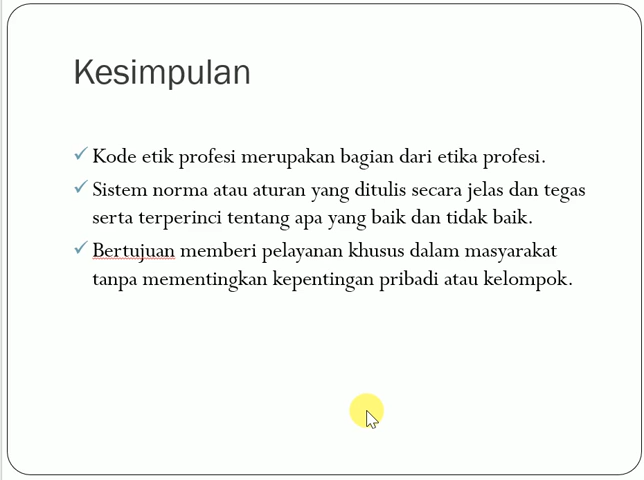 Kesimpulan
Kode etik profesi merupakan bagian dari etika profesi.
Sistem norma atau aturan yang ditulis secara jelas dan tegas
serta terperinci tentang apa yang baik dan tidak baik.
Bertujuan memberi pelayanan khusus dalam masyarakat
tanpa mementingkan kepentingan pribadi atau kelompok.